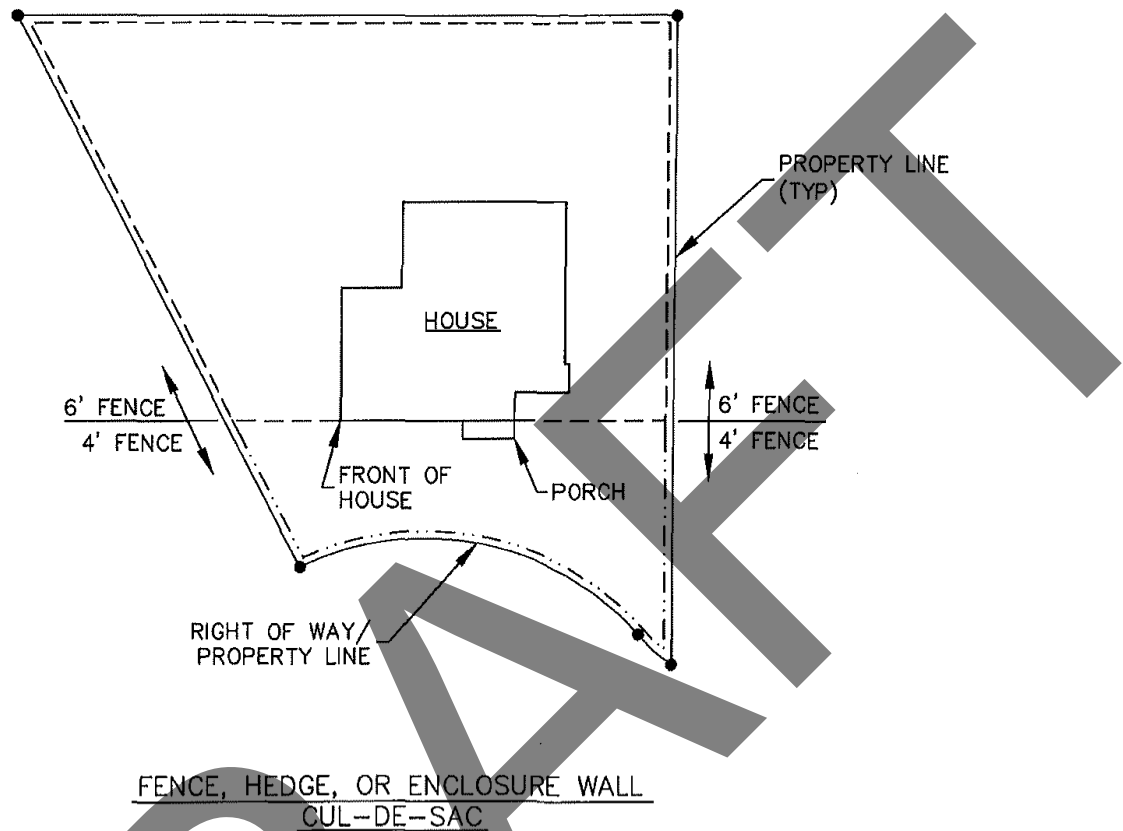 PROPERTY LINE
(TYP)
HOUSE
6' FENCE
4' FENCE
6' FENCE
4' FENCE
FRONT OF
HOUSE
PORCH
RIGHT OF WAY/
PROPERTY LINE
FENCE, HEDGE, OR ENCLOSURE WALL
CUL-DE-SAC